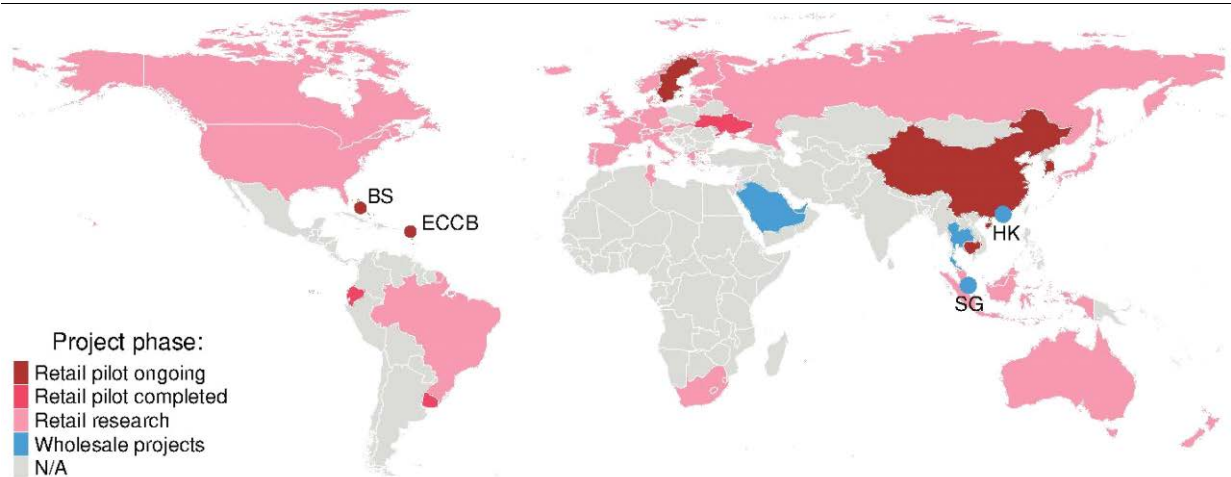 BS
ECCB
HK
SG
Project phase:
Retail pilot ongoing
Retail pilot completed
Retail research
Wholesale projects
N/A